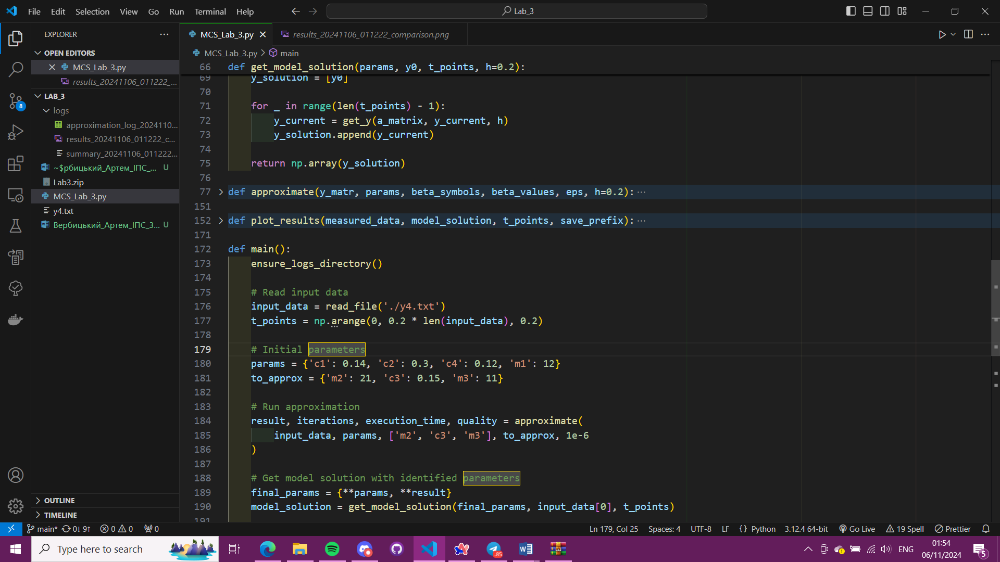 File Edit Selection View Go Run Terminal Help
Lab_3
EXPLORER
OPEN EDITORS
MCS_Lab_3.py
results_20241106_011222_...
LAB_3
logs
approximation_log_2024110...
results_20241106_011222_c...
summary_20241106_011222...
~$рбицький_Артем_ІПС_... U
Lab3.zip
MCS_Lab_3.py
y4.txt
Вербицький_Артем_ІПС_3... U
OUTLINE
TIMELINE
8
MCS_Lab_3.py
results_20241106_011222_comparison.png
MCS_Lab_3.py > main
66 def get_model_solution(params, y0, t_points, h=0.2):
69 y_solution = [y0]
70
71 for _ in range(len(t_points) - 1):
72 y_current = get_y(a_matrix, y_current, h)
73 y_solution.append(y_current)
74
75 return np.array(y_solution)
76
77 def approximate(y_matr, params, beta_symbols, beta_values, eps, h=0.2):···
151
152 def plot_results(measured_data, model_solution, t_points, save_prefix):···
171
172 def main():
173 ensure_logs_directory()
174
175 # Read input data
176 input_data = read_file('./y4.txt')
177 t_points = np.arange(0, 0.2 * len(input_data), 0.2)
178
179 # Initial parameters
180 params = {'c1': 0.14, 'c2': 0.3, 'c4': 0.12, 'm1': 12}
181 to_approx = {'m2': 21, 'c3': 0.15, 'm3': 11}
182
183 # Run approximation
184 result, iterations, execution_time, quality = approximate(
185 input_data, params, ['m2', 'c3', 'm3'], to_approx, 1e-6
186 )
187
188 # Get model solution with identified parameters
189 final_params = {**params, **result}
190 model_solution = get_model_solution(final_params, input_data[0], t_points)
191
main* 0↓ 9↑ 0 0 0
Ln 179, Col 25 Spaces: 4 UTF-8 LF {} Python 3.12.4 64-bit Go Live 19 Spell Prettier
Type here to search
85
ENG
01:54
06/11/2024
5